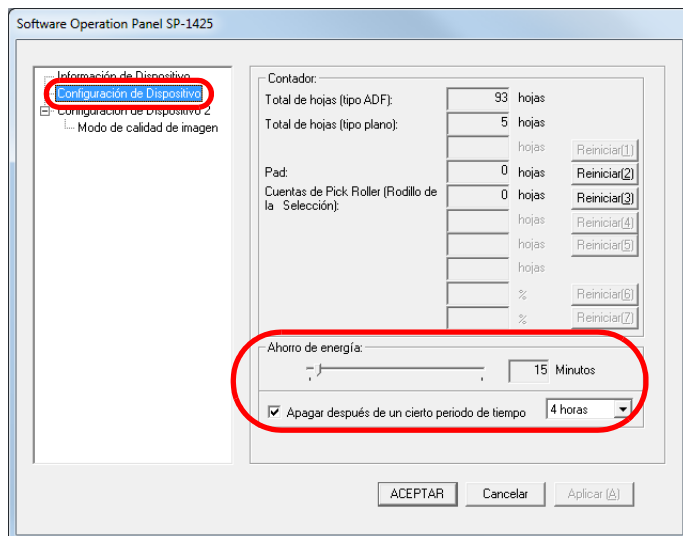 Software Operation Panel SP-1425
Información de Dispositivo
Configuración de Dispositivo
Configuración de Dispositivo 2
Modo de calidad de imagen
Contador:
Total de hojas (tipo ADF): 93 hojas
Total de hojas (tipo plano): 5 hojas
hojas Reiniciar(1)
Pad: 0 hojas Reiniciar(2)
Cuentas de Pick Roller (Rodillo de 0 hojas Reiniciar(3)
la Selección):
hojas Reiniciar(4)
hojas Reiniciar(5)
hojas
% Reiniciar(6)
% Reiniciar(7)
Ahorro de energía:
15 Minutos
Apagar después de un cierto periodo de tiempo 4 horas
ACEPTAR Cancelar Aplicar (A)